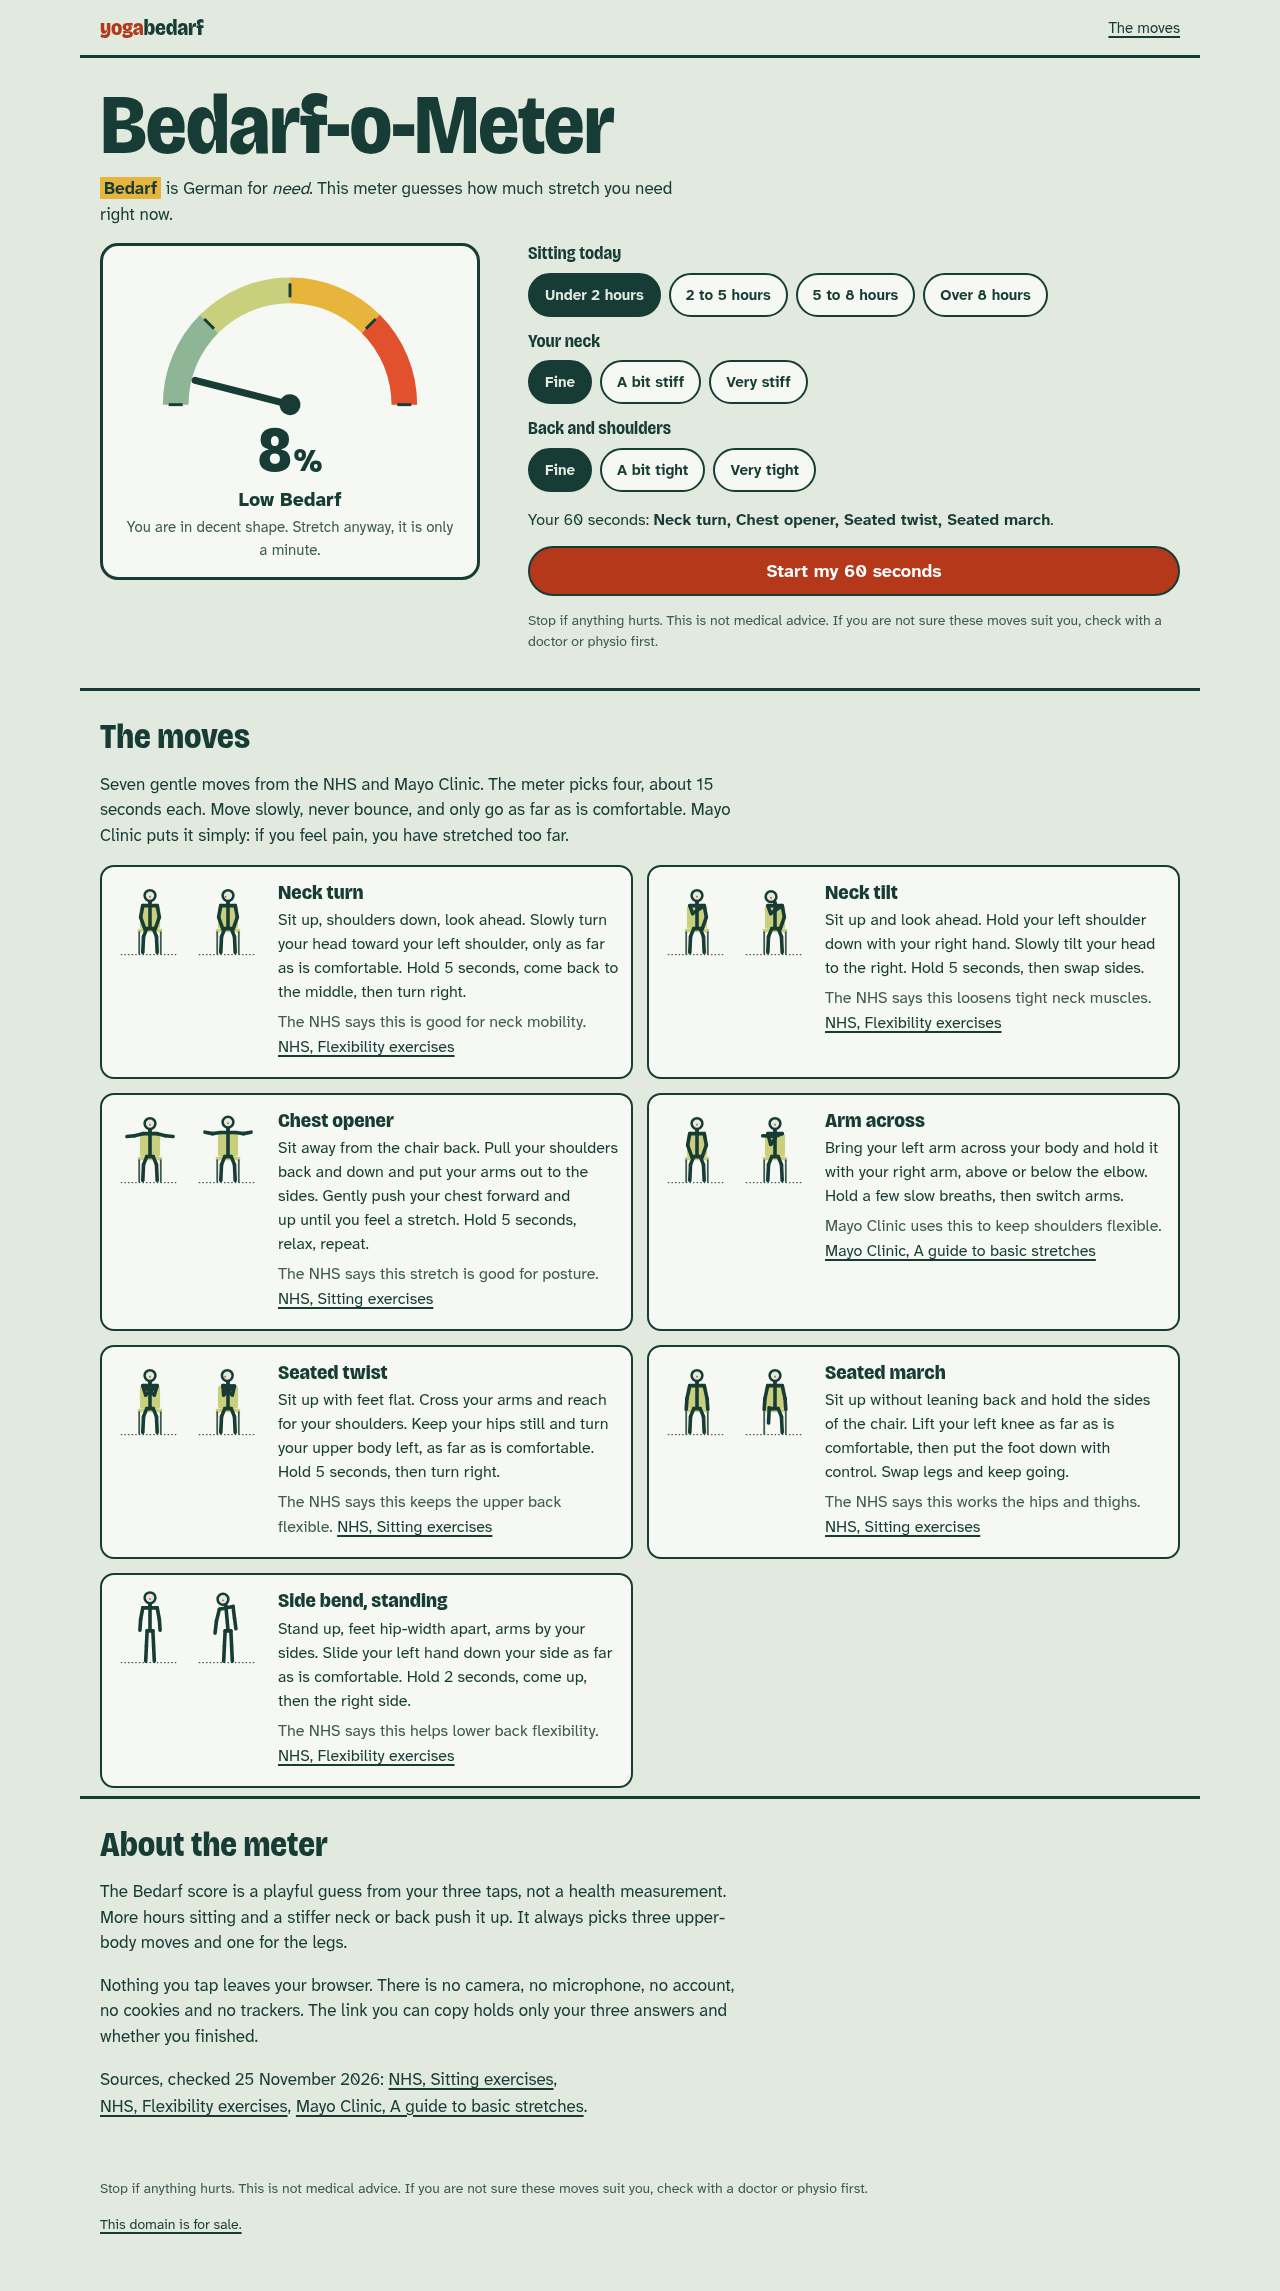 yogabedarf
The moves
Bedarf-o-Meter
Bedarf is German for need. This meter guesses how much stretch you need
right now.
8%
Low Bedarf
You are in decent shape. Stretch anyway, it is only
a minute.
Sitting today
Under 2 hours
2 to 5 hours
5 to 8 hours
Over 8 hours
Your neck
Fine
A bit stiff
Very stiff
Back and shoulders
Fine
A bit tight
Very tight
Your 60 seconds: Neck turn, Chest opener, Seated twist, Seated march.
Start my 60 seconds
Stop if anything hurts. This is not medical advice. If you are not sure these moves suit you, check with a
doctor or physio first.
The moves
Seven gentle moves from the NHS and Mayo Clinic. The meter picks four, about 15
seconds each. Move slowly, never bounce, and only go as far as is comfortable. Mayo
Clinic puts it simply: if you feel pain, you have stretched too far.
Neck turn
Sit up, shoulders down, look ahead. Slowly turn
your head toward your left shoulder, only as far
as is comfortable. Hold 5 seconds, come back to
the middle, then turn right.
The NHS says this is good for neck mobility.
NHS, Flexibility exercises
Neck tilt
Sit up and look ahead. Hold your left shoulder
down with your right hand. Slowly tilt your head
to the right. Hold 5 seconds, then swap sides.
The NHS says this loosens tight neck muscles.
NHS, Flexibility exercises
Chest opener
Sit away from the chair back. Pull your shoulders
back and down and put your arms out to the
sides. Gently push your chest forward and
up until you feel a stretch. Hold 5 seconds,
relax, repeat.
The NHS says this stretch is good for posture.
NHS, Sitting exercises
Arm across
Bring your left arm across your body and hold it
with your right arm, above or below the elbow.
Hold a few slow breaths, then switch arms.
Mayo Clinic uses this to keep shoulders flexible.
Mayo Clinic, A guide to basic stretches
Seated twist
Sit up with feet flat. Cross your arms and reach
for your shoulders. Keep your hips still and turn
your upper body left, as far as is comfortable.
Hold 5 seconds, then turn right.
The NHS says this keeps the upper back
flexible. NHS, Sitting exercises
Seated march
Sit up without leaning back and hold the sides
of the chair. Lift your left knee as far as is
comfortable, then put the foot down with
control. Swap legs and keep going.
The NHS says this works the hips and thighs.
NHS, Sitting exercises
Side bend, standing
Stand up, feet hip-width apart, arms by your
sides. Slide your left hand down your side as far
as is comfortable. Hold 2 seconds, come up,
then the right side.
The NHS says this helps lower back flexibility.
NHS, Flexibility exercises
About the meter
The Bedarf score is a playful guess from your three taps, not a health measurement.
More hours sitting and a stiffer neck or back push it up. It always picks three upper-
body moves and one for the legs.
Nothing you tap leaves your browser. There is no camera, no microphone, no account,
no cookies and no trackers. The link you can copy holds only your three answers and
whether you finished.
Sources, checked 25 November 2026: NHS, Sitting exercises,
NHS, Flexibility exercises, Mayo Clinic, A guide to basic stretches.
Stop if anything hurts. This is not medical advice. If you are not sure these moves suit you, check with a doctor or physio first.
This domain is for sale.